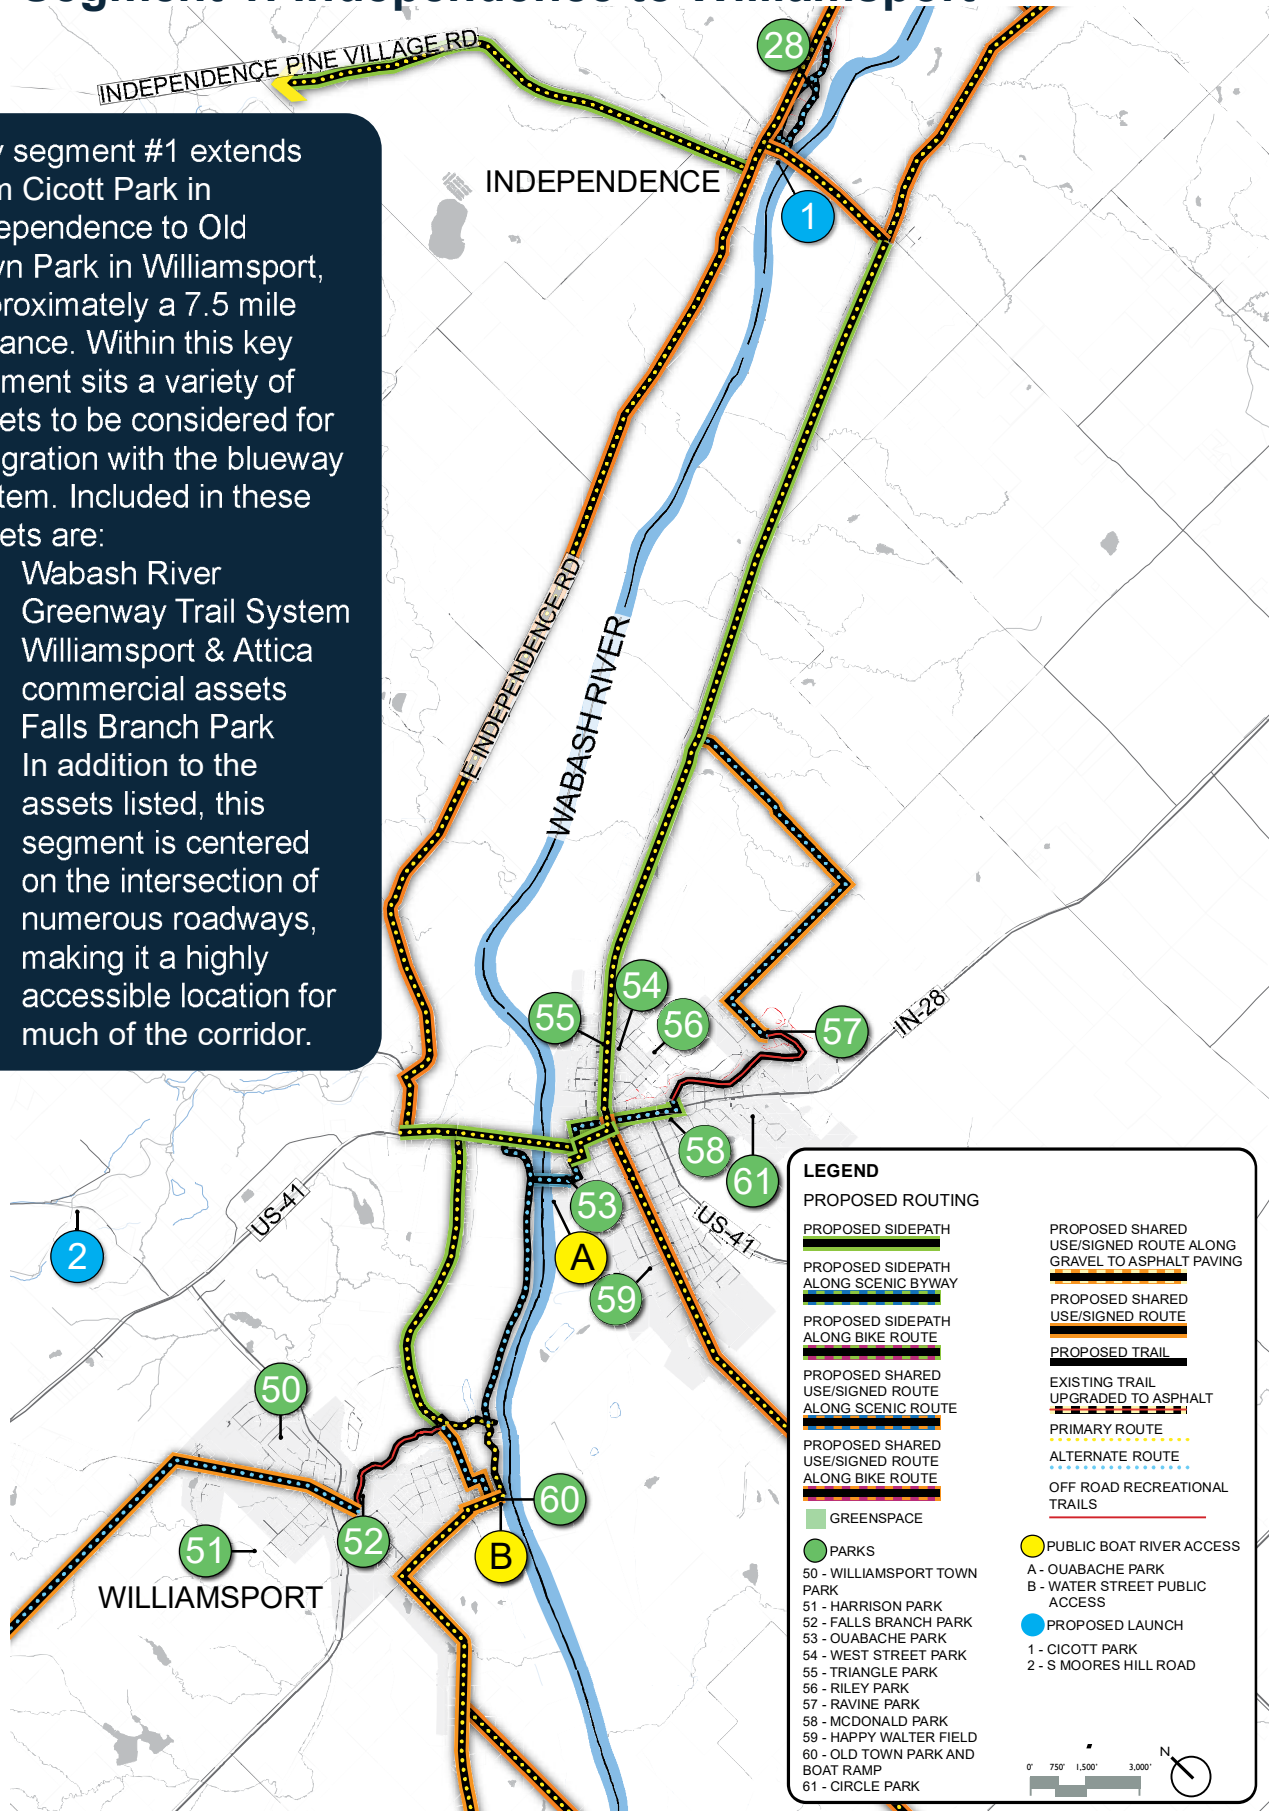 Segment 1: Independence to Williamsport
segment #1 extends
Cicott Park in
to Old
Park in Williamsport,
a 7.5 mile
Within this key
sits a variety of
to be considered for
with the blueway
Included in these
are:
Wabash River
Greenway Trail System
Williamsport & Attica
commercial assets
Falls Branch Park
In addition to the
assets listed, this
segment is centered
on the intersection of
numerous roadways,
making it a highly
accessible location for
much of the corridor.
INDEPENDENCE PINE VILLAGE RD
28
INDEPENDENCE
1
E INDEPENDENCE RD
WABASH RIVER
54
55
56
57
IN-28
58
61
53
US-41
US-41
2
A
59
50
60
52
51
B
WILLIAMSPORT
LEGEND
PROPOSED ROUTING
PROPOSED SIDEPATH
PROPOSED SIDEPATH
ALONG SCENIC BYWAY
PROPOSED SIDEPATH
ALONG BIKE ROUTE
PROPOSED SHARED
USE/SIGNED ROUTE
ALONG SCENIC ROUTE
PROPOSED SHARED
USE/SIGNED ROUTE
ALONG BIKE ROUTE
GREENSPACE
PARKS
50 - WILLIAMSPORT TOWN
PARK
51 - HARRISON PARK
52 - FALLS BRANCH PARK
53 - OUABACHE PARK
54 - WEST STREET PARK
55 - TRIANGLE PARK
56 - RILEY PARK
57 - RAVINE PARK
58 - MCDONALD PARK
59 - HAPPY WALTER FIELD
60 - OLD TOWN PARK AND
BOAT RAMP
61 - CIRCLE PARK
PROPOSED SHARED
USE/SIGNED ROUTE ALONG
GRAVEL TO ASPHALT PAVING
PROPOSED SHARED
USE/SIGNED ROUTE
PROPOSED TRAIL
EXISTING TRAIL
UPGRADED TO ASPHALT
PRIMARY ROUTE
ALTERNATE ROUTE
OFF ROAD RECREATIONAL
TRAILS
PUBLIC BOAT RIVER ACCESS
A - OUABACHE PARK
B - WATER STREET PUBLIC
ACCESS
PROPOSED LAUNCH
1 - CICOTT PARK
2 - S MOORES HILL ROAD
0' 750' 1,500' 3,000'
N